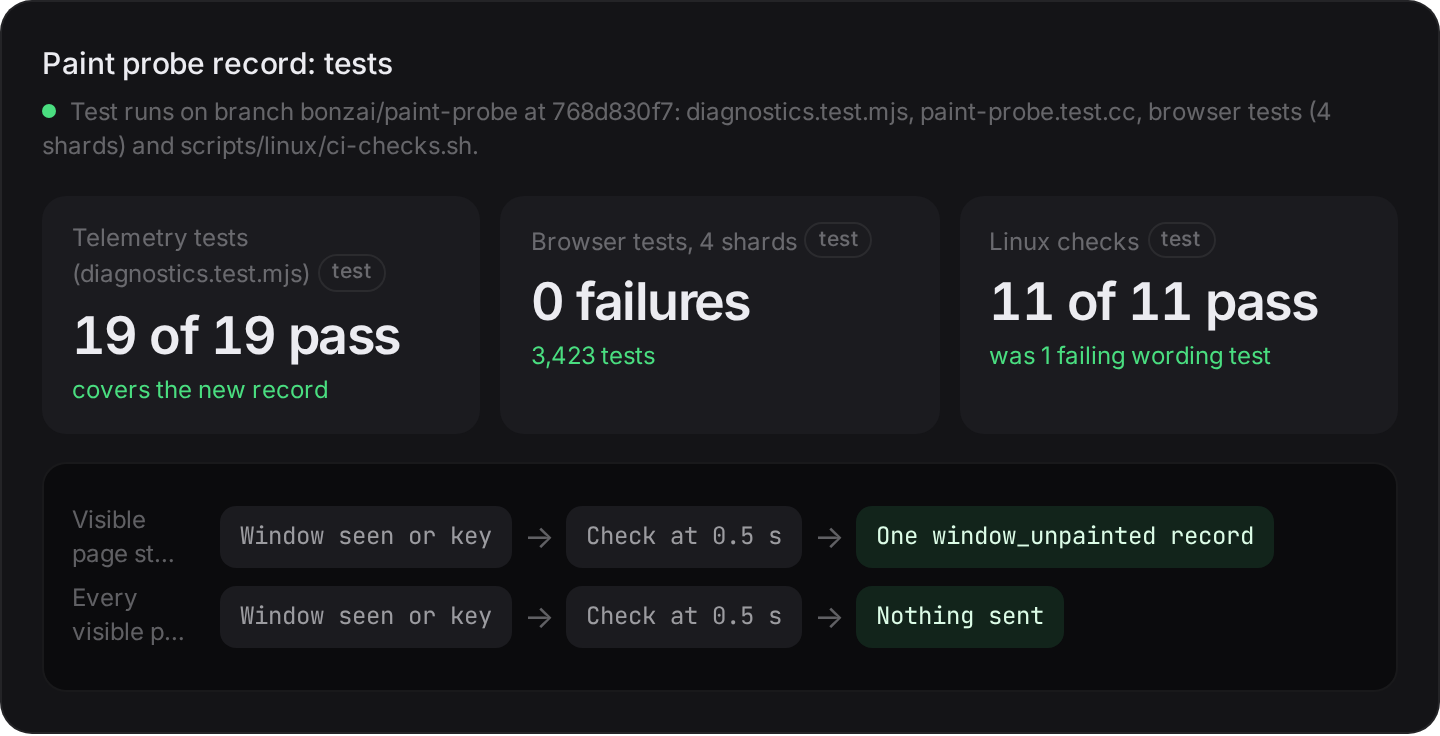 Paint probe record: tests
Test runs on branch bonzai/paint-probe at 768d830f7: diagnostics.test.mjs, paint-probe.test.cc, browser tests (4
shards) and scripts/linux/ci-checks.sh.
Telemetry tests
(diagnostics.test.mjs) test
19 of 19 pass
covers the new record
Browser tests, 4 shards test
0 failures
3,423 tests
Linux checks test
11 of 11 pass
was 1 failing wording test
Visible
page st...
Window seen or key → Check at 0.5 s → One window_unpainted record
Every
visible p...
Window seen or key → Check at 0.5 s → Nothing sent